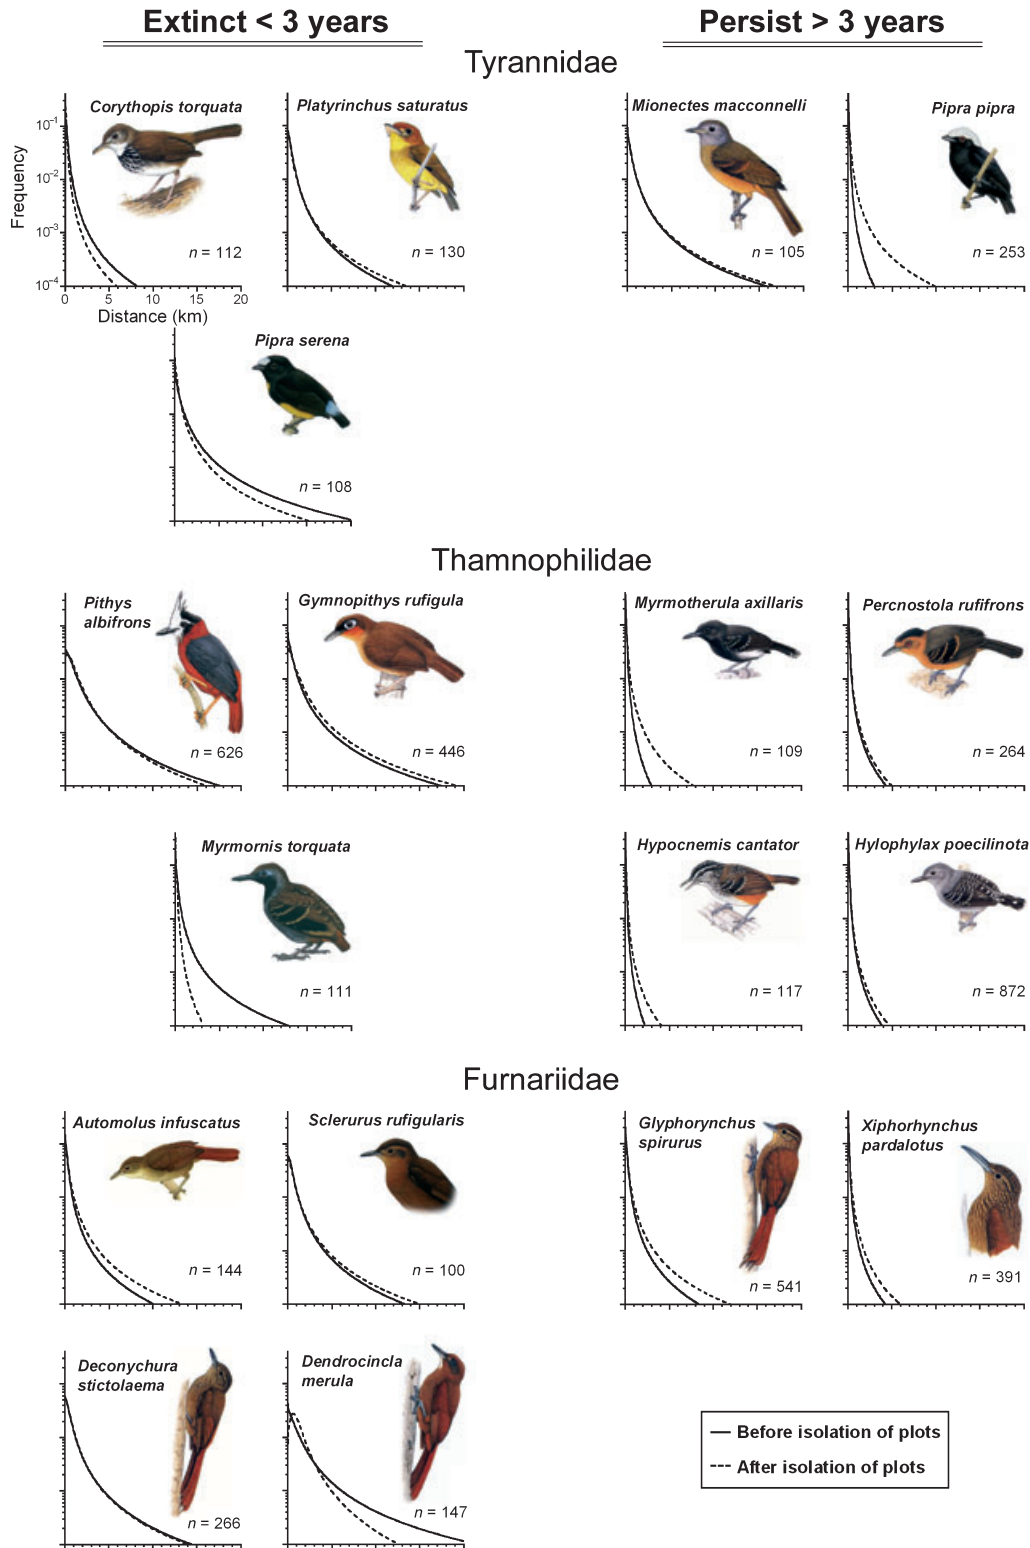 Extinct < 3 years
Persist > 3 years
Tyrannidae
Corythopis torquata
Platyrinchus saturatus
Mionectes macconnelli
Pipra pipra
Frequency
10⁻¹
10⁻²
10⁻³
10⁻⁴
n = 112
n = 130
n = 105
n = 253
0 5 10 15 20
Distance (km)
Pipra serena
n = 108
Thamnophilidae
Pithys
albifrons
Gymnopithys rufigula
Myrmotherula axillaris
Percnostola rufifrons
n = 626
n = 446
n = 109
n = 264
Myrmornis torquata
Hypocnemis cantator
Hylophylax poecilinota
n = 111
n = 117
n = 872
Furnariidae
Automolus infuscatus
Sclerurus rufigularis
Glyphorynchus
spirurus
Xiphorhynchus
pardalotus
n = 144
n = 100
n = 541
n = 391
Deconychura
stictolaema
Dendrocincla
merula
n = 266
n = 147
Before isolation of plots
After isolation of plots